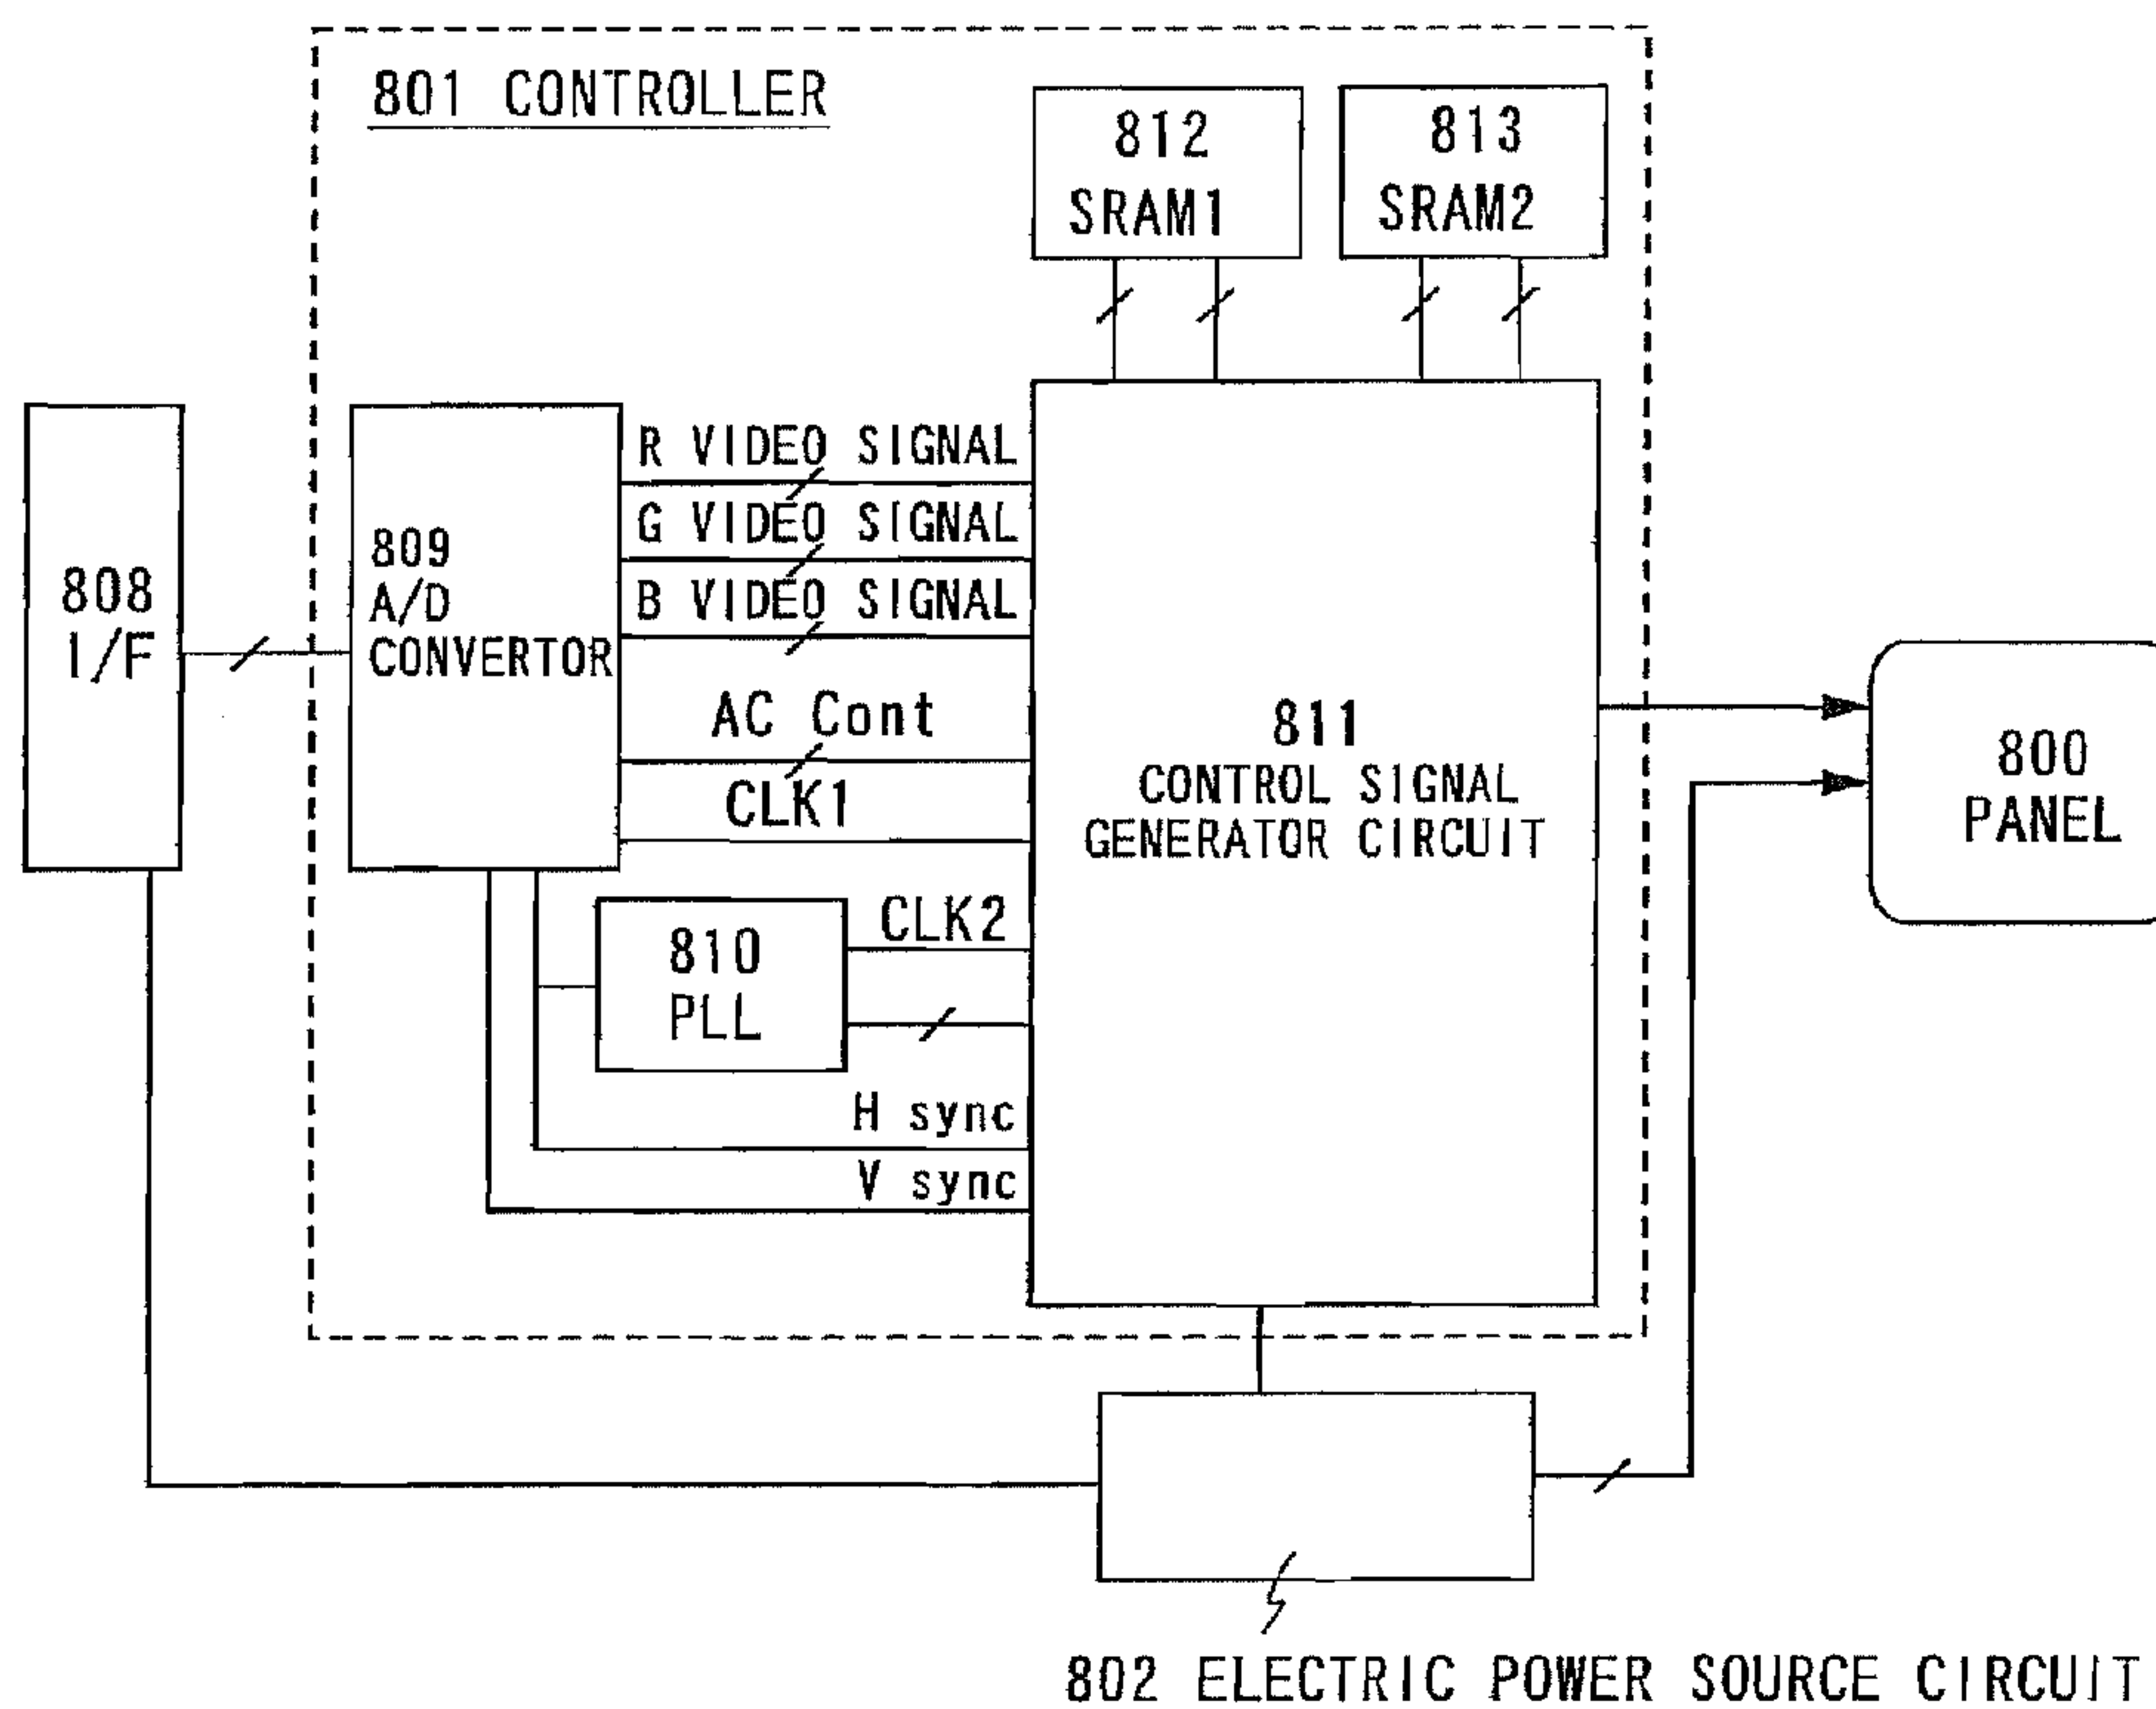 801 CONTROLLER
812
SRAM1
813
SRAM2
808
I/F
809
A/D
CONVERTOR
R VIDEO SIGNAL
G VIDEO SIGNAL
B VIDEO SIGNAL
AC Cont
CLK1
810
PLL
CLK2
H sync
V sync
811
CONTROL SIGNAL
GENERATOR CIRCUIT
800
PANEL
802 ELECTRIC POWER SOURCE CIRCUIT